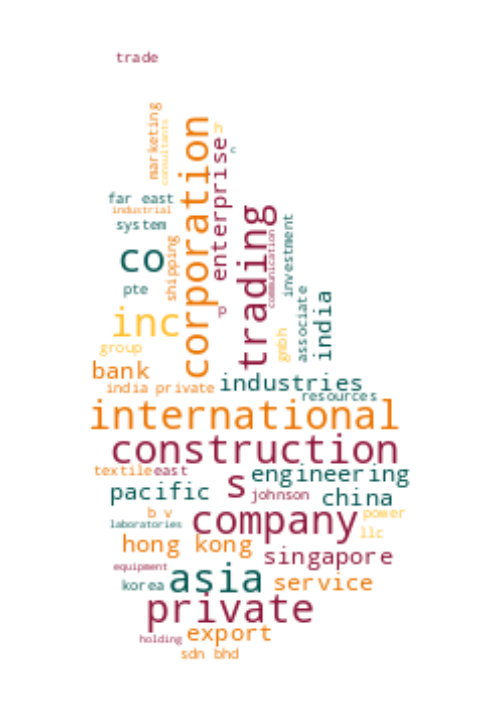 trade
marketing
consultants
corporation
b
c
enterprise
far east
industrial
system
trading
communication
investment
co
shipping
pte
p
associate
india
inc
gmbh
group
bank
industries
india private
resources
international
construction
textile
east
engineering
s
pacific
johnson
china
b v
company
power
laboratories
llc
hong kong
singapore
equipment
asia
korea
service
private
export
holding
sdn bhd